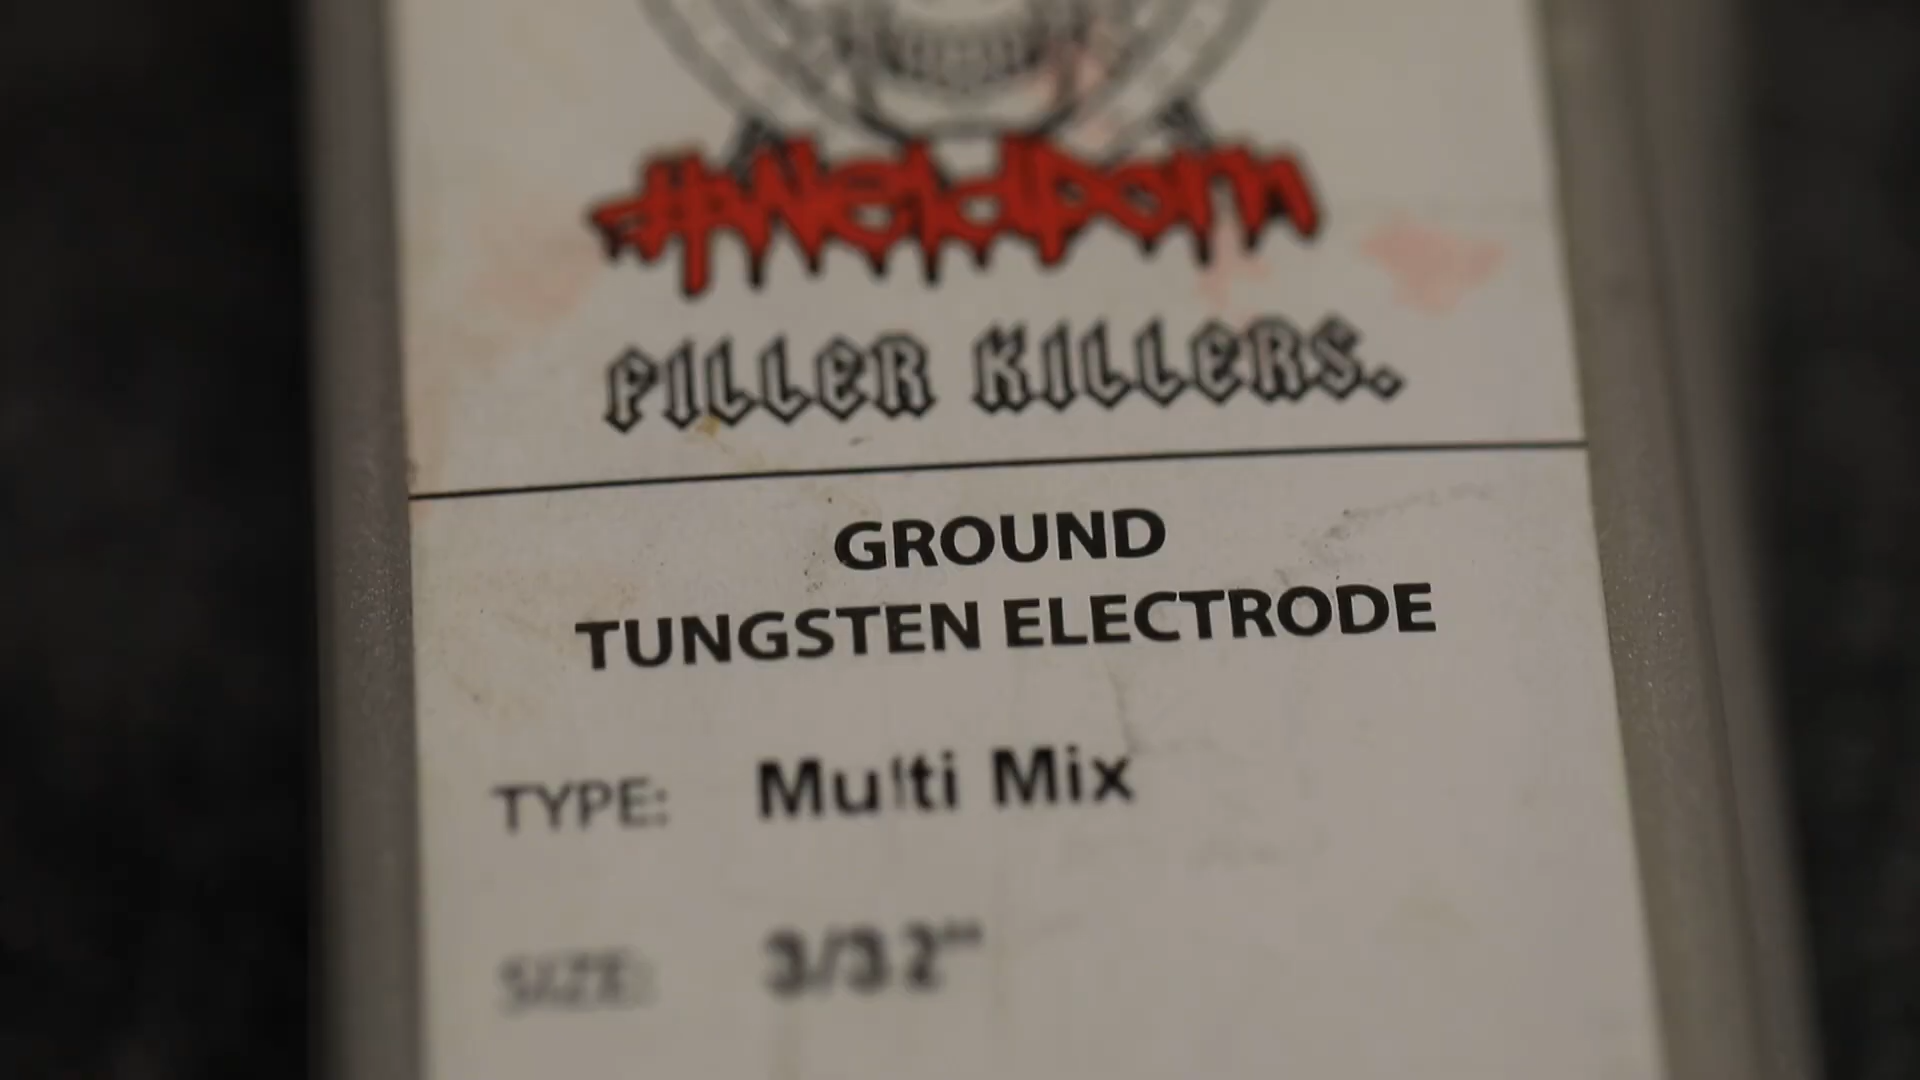 #Weldporn
FILLER KILLERS.
GROUND
TUNGSTEN ELECTRODE
TYPE: Multi Mix
SIZE: 3/32"